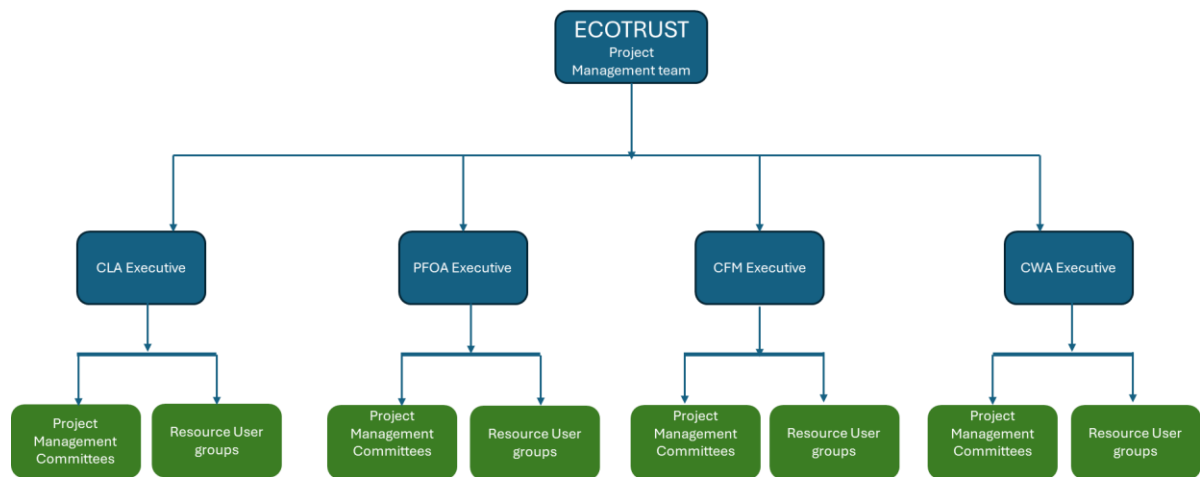 ECOTRUST
Project
Management team
CLA Executive
PFOA Executive
CFM Executive
CWA Executive
Project
Management
Committees
Resource User
groups
Project
Management
Committees
Resource User
groups
Project
Management
Committees
Resource User
groups
Project
Management
Committees
Resource User
groups